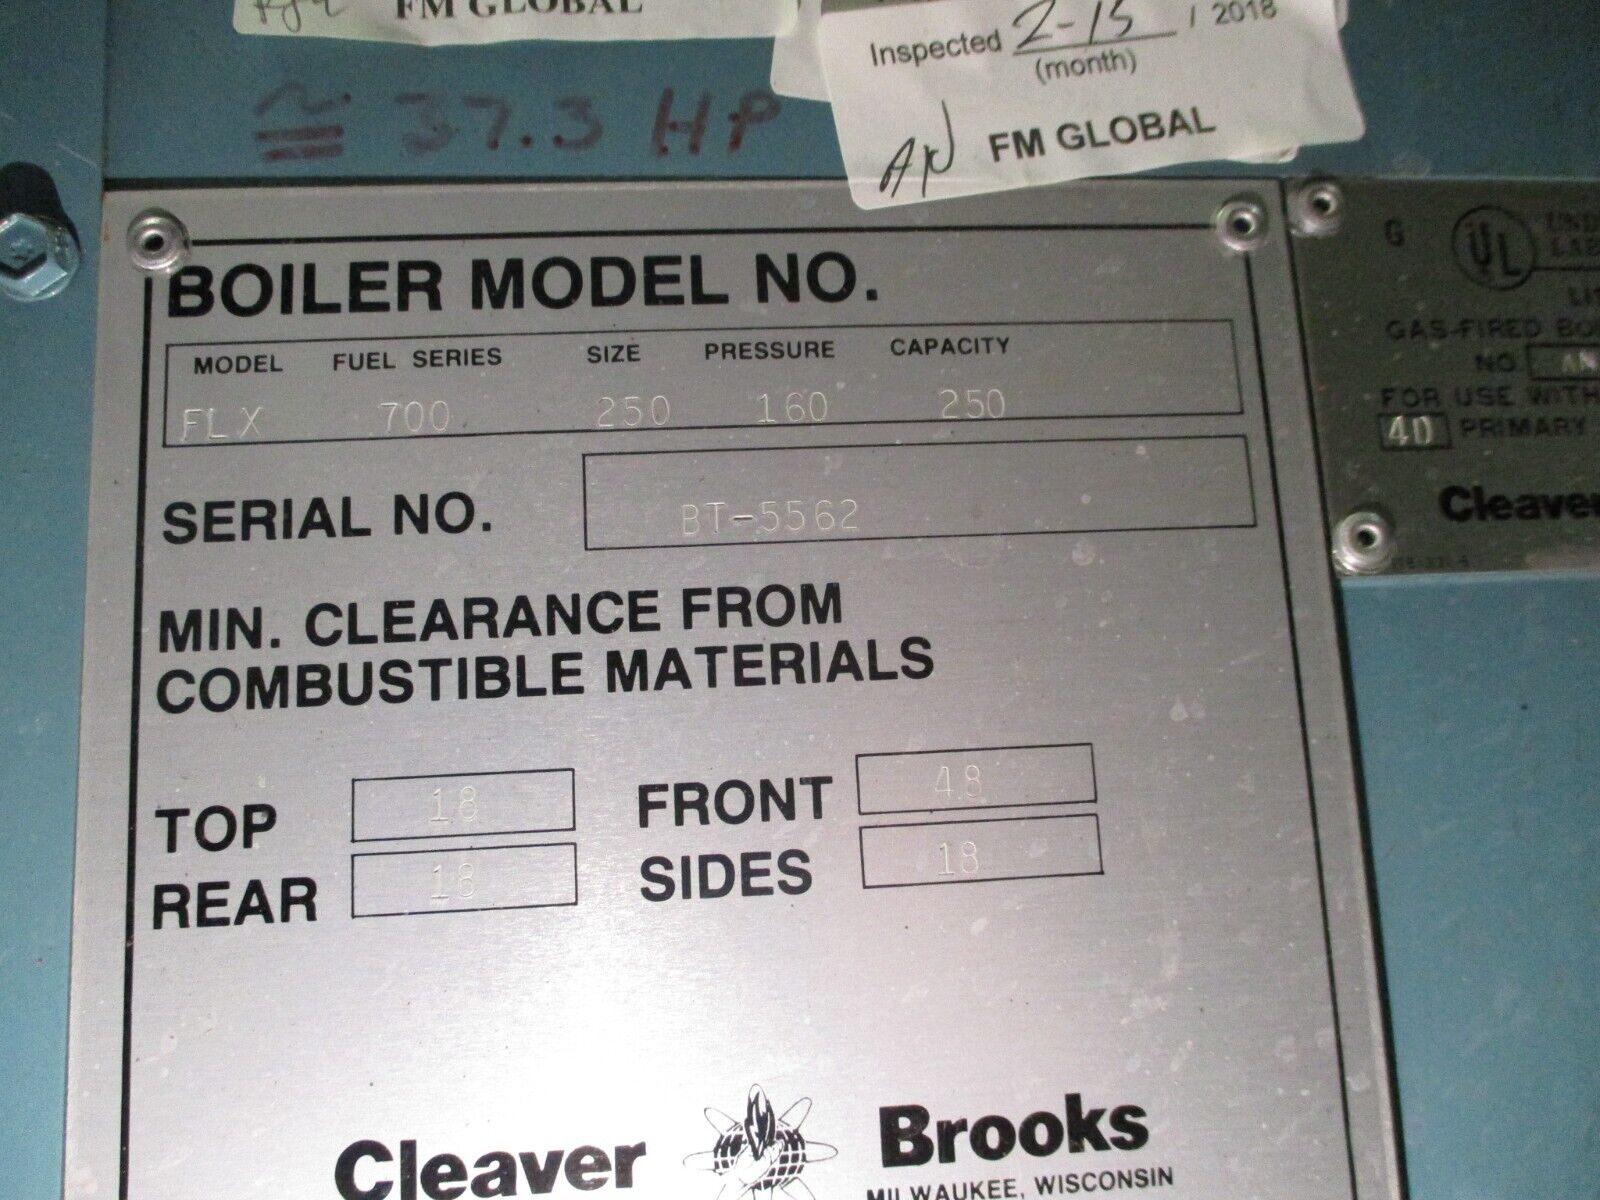 FM GLOBAL
Inspected 2-15 / 2018
(month)
FM GLOBAL
≅ 37.3 HP
BOILER MODEL NO.
MODEL FUEL SERIES SIZE PRESSURE CAPACITY
FLX 700 250 160 250
SERIAL NO. BT-5562
MIN. CLEARANCE FROM
COMBUSTIBLE MATERIALS
TOP 18 FRONT 48
REAR 18 SIDES 18
Cleaver Brooks
MILWAUKEE, WISCONSIN
G UL
GAS-FIRED
NO.
FOR USE WITH
40 PRIMARY
Cleaver